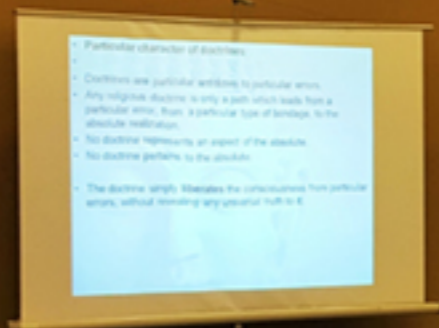 • Particular character of doctrines
•
• Doctrines are particular antidotes to particular errors.
• Any religious doctrine is only a path which leads from a
particular error, from a particular type of bondage, to the
absolute realization.
• No doctrine represents an aspect of the absolute.
• No doctrine pertains to the absolute.
• The doctrine simply liberates the consciousness from particular
errors, without revealing any universal truth to it.